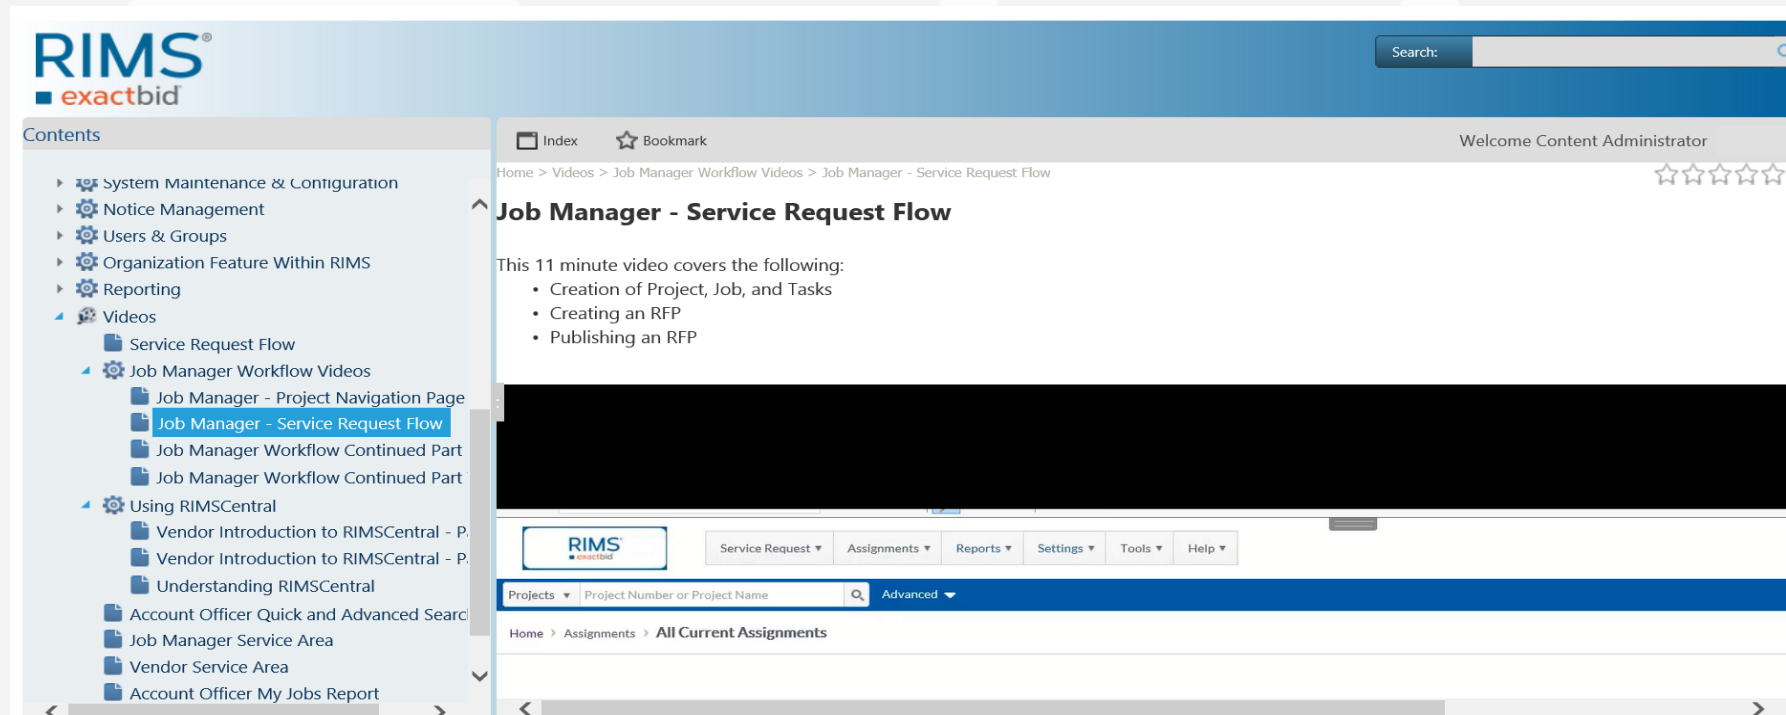 RIMS®
exactbid
Search:
Contents
Index
Bookmark
Welcome Content Administrator
System Maintenance & Configuration
Notice Management
Users & Groups
Organization Feature Within RIMS
Reporting
Videos
Service Request Flow
Job Manager Workflow Videos
Job Manager - Project Navigation Page
Job Manager - Service Request Flow
Job Manager Workflow Continued Part
Job Manager Workflow Continued Part
Using RIMSCentral
Vendor Introduction to RIMSCentral - P
Vendor Introduction to RIMSCentral - P
Understanding RIMSCentral
Account Officer Quick and Advanced Searc
Job Manager Service Area
Vendor Service Area
Account Officer My Jobs Report
Home > Videos > Job Manager Workflow Videos > Job Manager - Service Request Flow
Job Manager - Service Request Flow
This 11 minute video covers the following:
• Creation of Project, Job, and Tasks
• Creating an RFP
• Publishing an RFP
RIMS
exactbid
Service Request Assignments Reports Settings Tools Help
Projects Project Number or Project Name Advanced
Home > Assignments > All Current Assignments